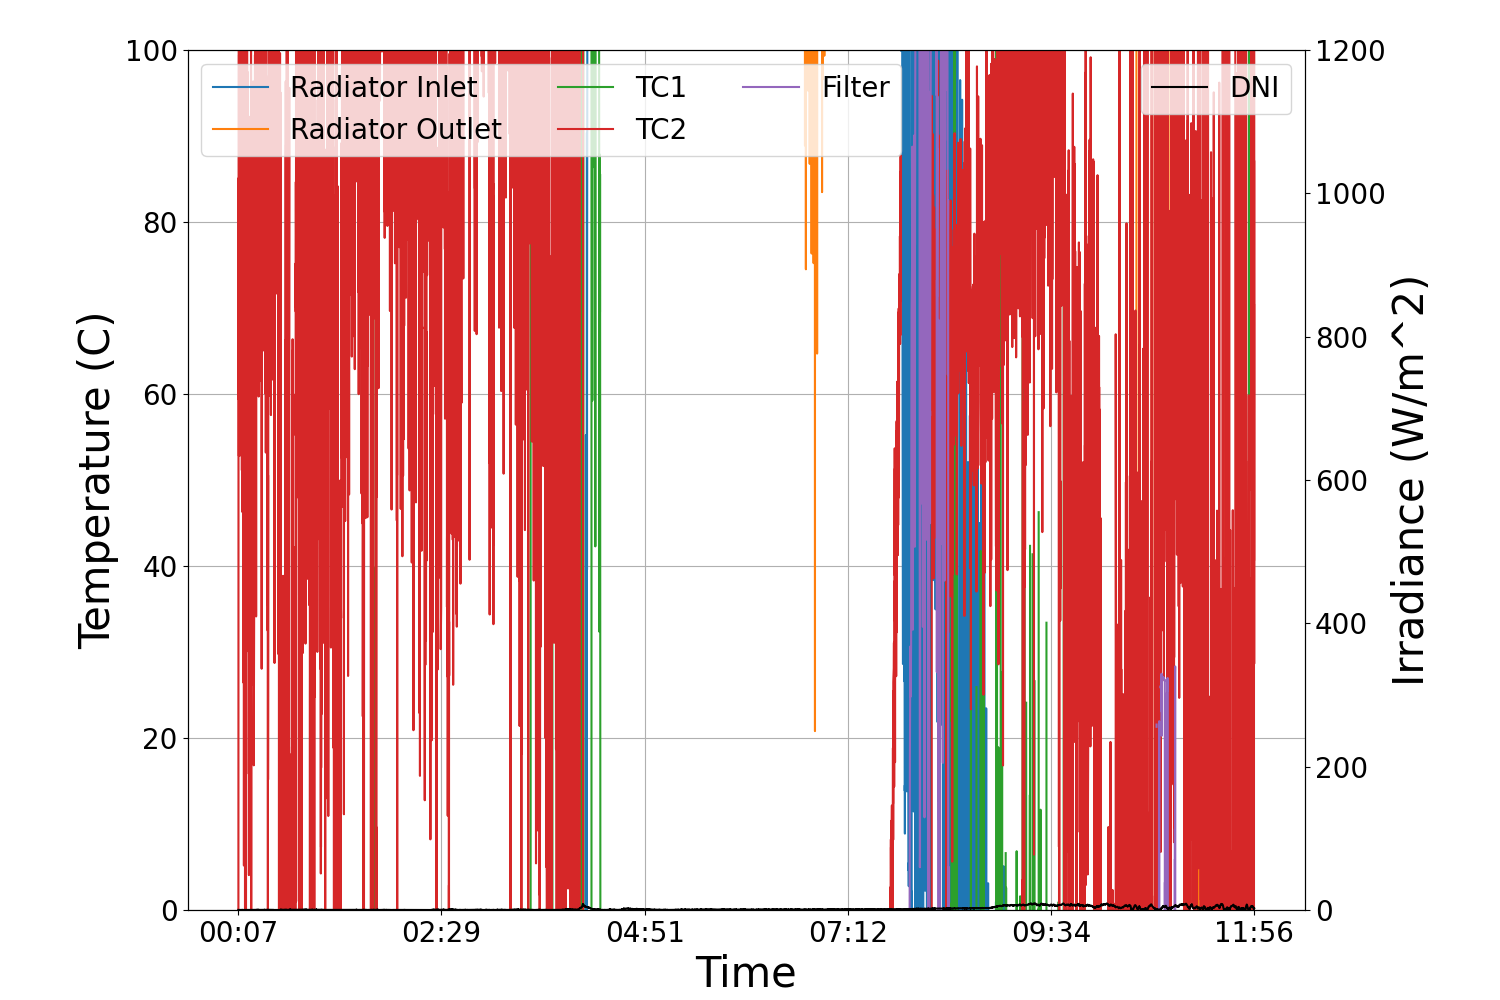 100
80
60
40
20
0
Temperature (C)
Radiator Inlet
Radiator Outlet
TC1
TC2
Filter
DNI
1200
1000
800
600
400
200
0
Irradiance (W/m^2)
00:07 02:29 04:51 07:12 09:34 11:56
Time